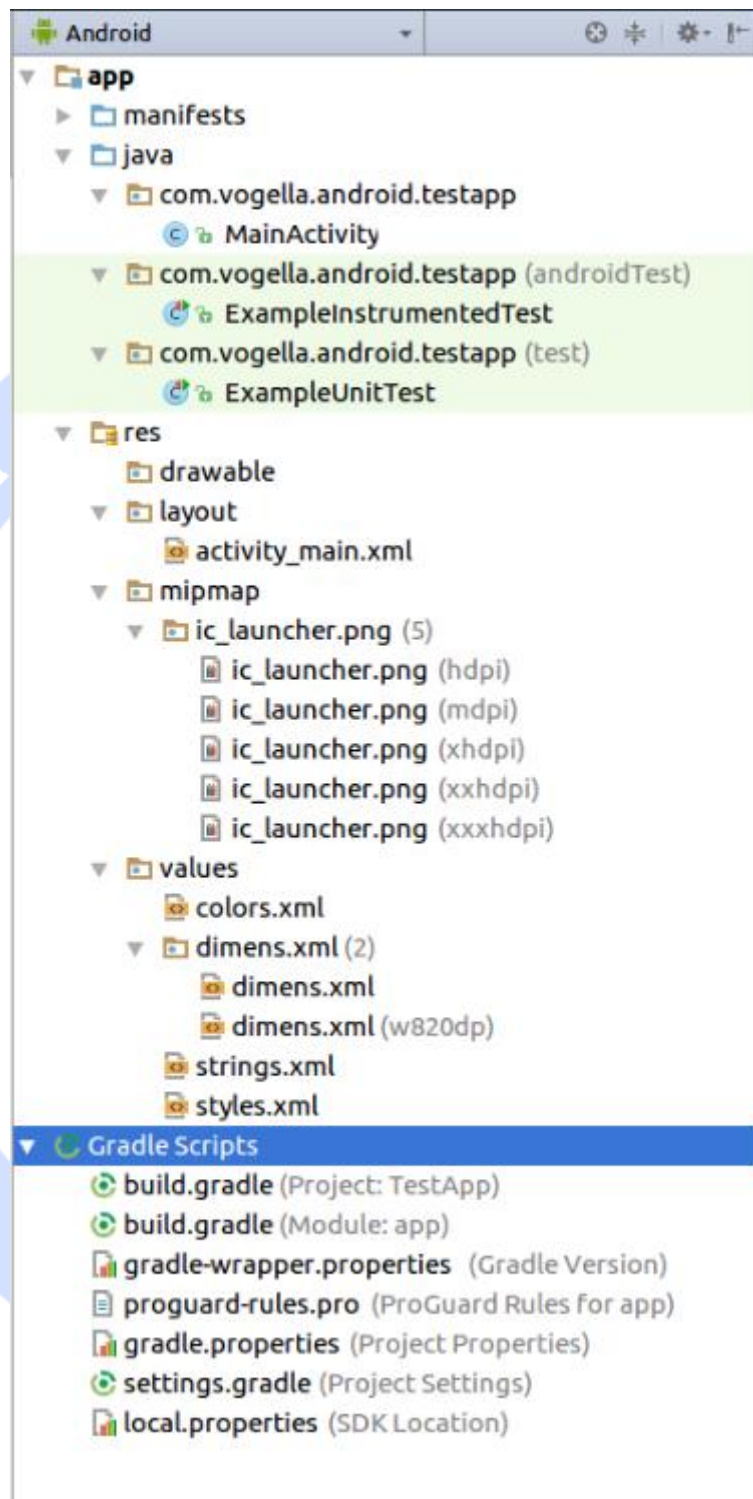 Android
app
manifests
java
com.vogella.android.testapp
MainActivity
com.vogella.android.testapp (androidTest)
ExampleInstrumentedTest
com.vogella.android.testapp (test)
ExampleUnitTest
res
drawable
layout
activity_main.xml
mipmap
ic_launcher.png (5)
ic_launcher.png (hdpi)
ic_launcher.png (mdpi)
ic_launcher.png (xhdpi)
ic_launcher.png (xxhdpi)
ic_launcher.png (xxxhdpi)
values
colors.xml
dimens.xml (2)
dimens.xml
dimens.xml (w820dp)
strings.xml
styles.xml
Gradle Scripts
build.gradle (Project: TestApp)
build.gradle (Module: app)
gradle-wrapper.properties (Gradle Version)
proguard-rules.pro (ProGuard Rules for app)
gradle.properties (Project Properties)
settings.gradle (Project Settings)
local.properties (SDK Location)